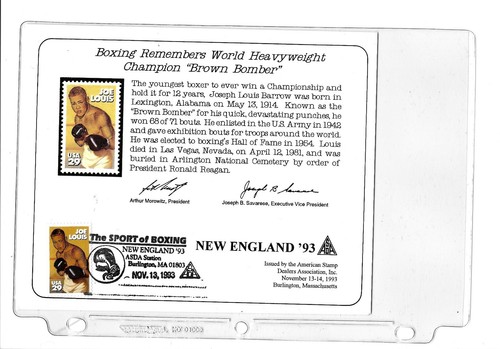 Boxing Remembers World Heavyweight
Champion "Brown Bomber"
JOE
LOUIS
USA
29
The youngest boxer to ever win a Championship and
held it for 12 years, Joseph Louis Barrow was born in
Lexington, Alabama on May 13, 1914. Known as the
"Brown Bomber" for his quick, devastating punches, he
won 68 of 71 bouts. He enlisted in the U.S. Army in 1942
and gave exhibition bouts for troops around the world.
He was elected to boxing's Hall of Fame in 1954. Louis
died in Las Vegas, Nevada, on April 12, 1981, and was
buried in Arlington National Cemetery by order of
President Ronald Reagan.
Arthur Morowitz, President
Joseph B. Savarese, Executive Vice President
JOE
LOUIS
USA
29
The SPORT of BOXING
NEW ENGLAND '93
ASDA Station
Burlington, MA 01803
NOV. 13, 1993
NEW ENGLAND '93
Issued by the American Stamp
Dealers Association, Inc.
November 13-14, 1993
Burlington, Massachusetts